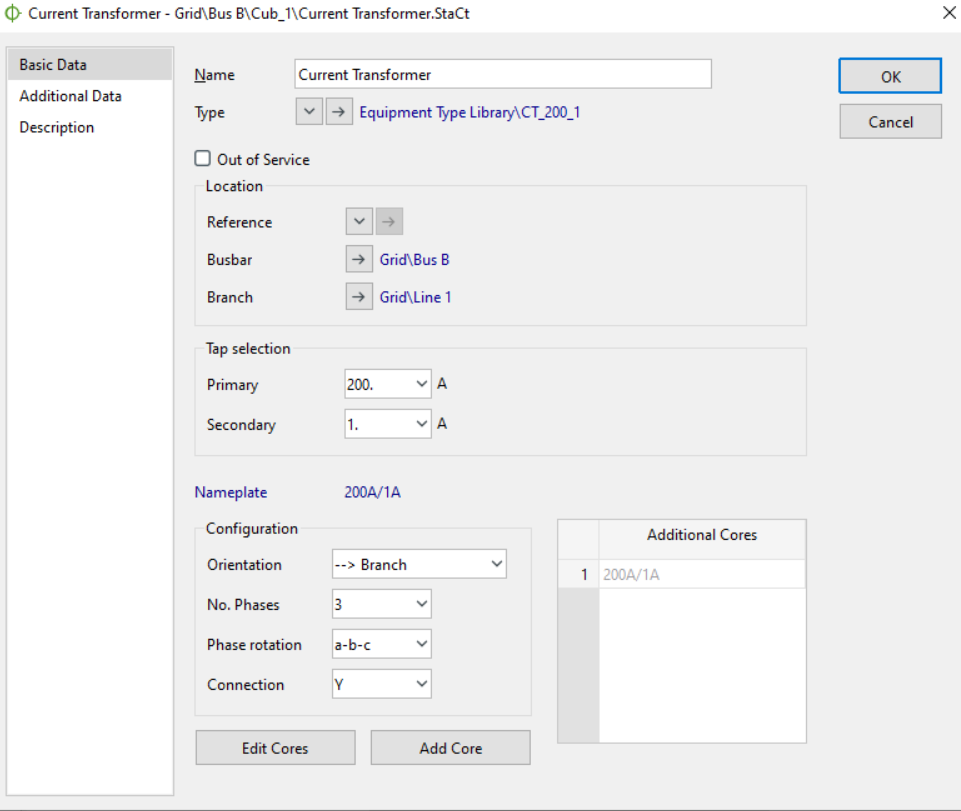 Current Transformer - Grid\Bus B\Cub_1\Current Transformer.StaCt
Basic Data
Additional Data
Description
Name Current Transformer
Type Equipment Type Library\CT_200_1
OK
Cancel
Out of Service
Location
Reference
Busbar Grid\Bus B
Branch Grid\Line 1
Tap selection
Primary 200. A
Secondary 1. A
Nameplate 200A/1A
Configuration
Orientation --> Branch
No. Phases 3
Phase rotation a-b-c
Connection Y
Additional Cores
1 200A/1A
Edit Cores
Add Core